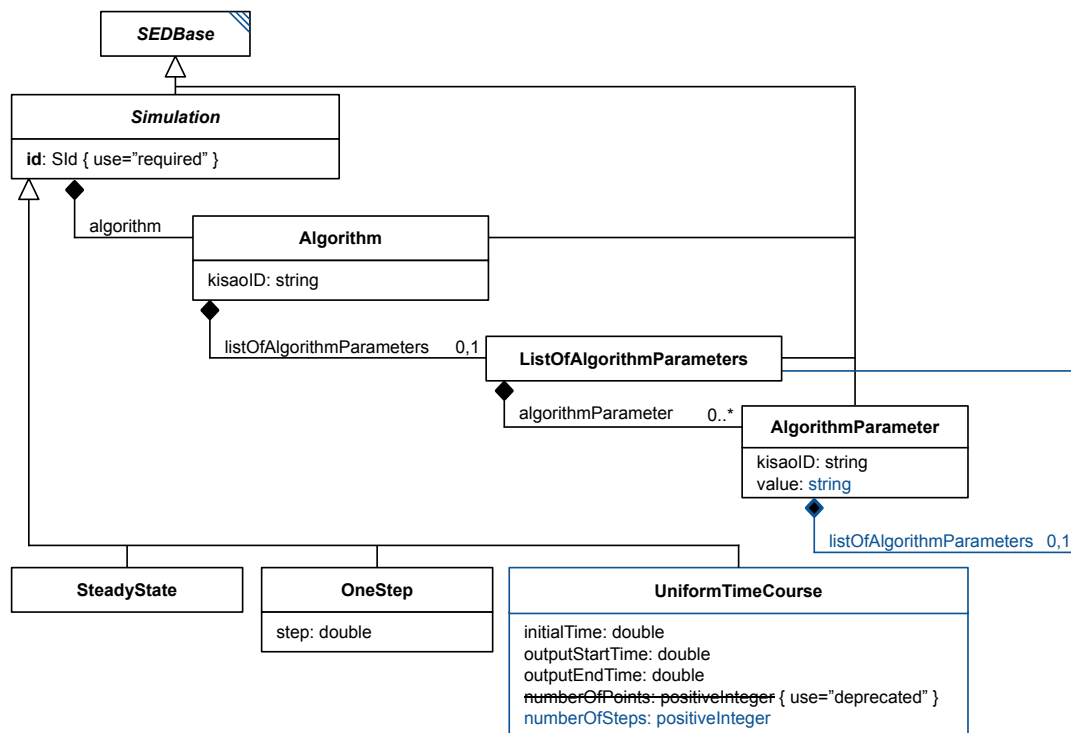 SEDBase
Simulation
id: SId { use=”required” }
algorithm
Algorithm
kisaoID: string
listOfAlgorithmParameters 0,1
ListOfAlgorithmParameters
algorithmParameter 0..*
AlgorithmParameter
kisaoID: string
value: string
listOfAlgorithmParameters 0,1
SteadyState
OneStep
step: double
UniformTimeCourse
initialTime: double
outputStartTime: double
outputEndTime: double
numberOfPoints: positiveInteger { use=”deprecated” }
numberOfSteps: positiveInteger